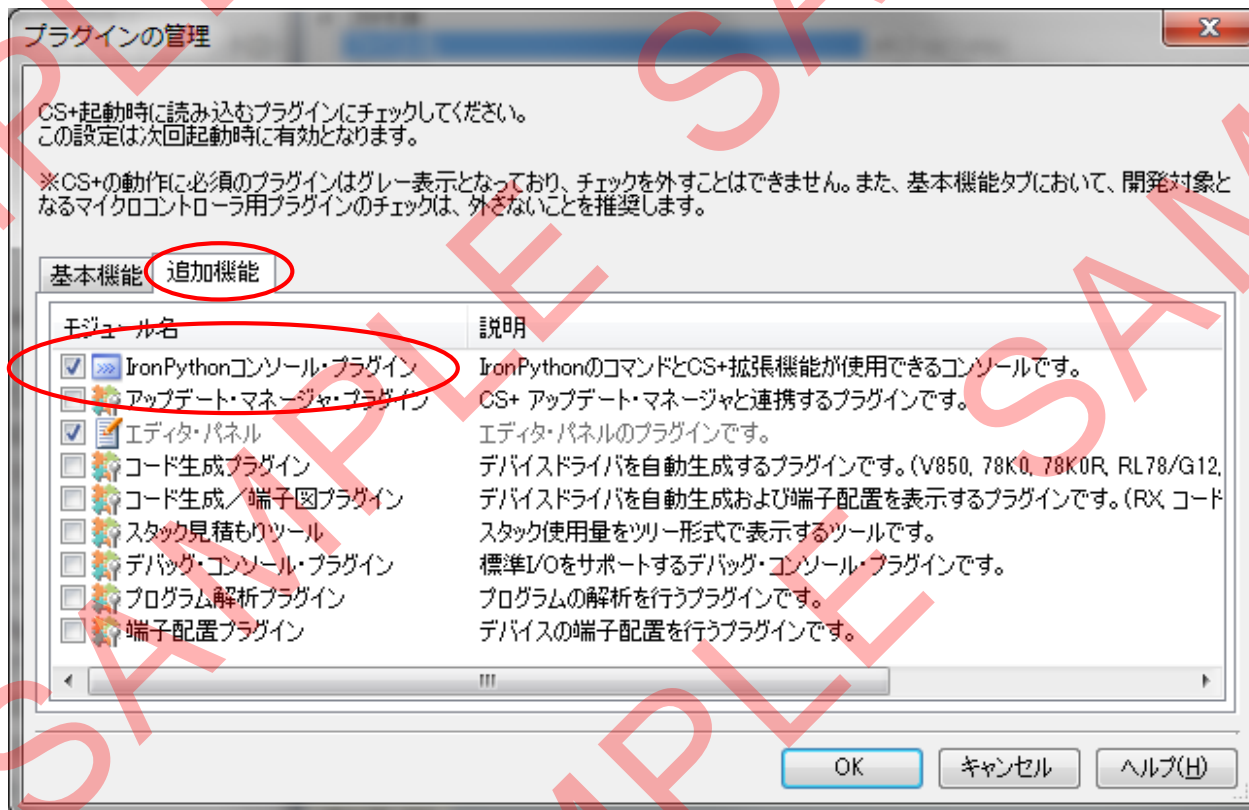 プラグインの管理
CS+起動時に読み込むプラグインにチェックしてください。
この設定は次回起動時に有効となります。
※CS+の動作に必須のプラグインはグレー表示となっており、チェックを外すことはできません。また、基本機能タブにおいて、開発対象と
なるマイクロコントローラ用プラグインのチェックは、外さないことを推奨します。
基本機能 追加機能
モジュール名 説明
IronPythonコンソール・プラグイン IronPythonのコマンドとCS+拡張機能が使用できるコンソールです。
アップデート・マネージャ・プラグイン CS+ アップデート・マネージャと連携するプラグインです。
エディタ・パネル エディタ・パネルのプラグインです。
コード生成プラグイン デバイスドライバを自動生成するプラグインです。(V850, 78K0, 78K0R, RL78/G12,
コード生成/端子図プラグイン デバイスドライバを自動生成および端子配置を表示するプラグインです。(RX, コード
スタック見積もりツール スタック使用量をツリー形式で表示するツールです。
デバッグ・コンソール・プラグイン 標準I/Oをサポートするデバッグ・コンソール・プラグインです。
プログラム解析プラグイン プログラムの解析を行うプラグインです。
端子配置プラグイン デバイスの端子配置を行うプラグインです。
OK キャンセル ヘルプ(H)
SAMPLE
SAMPLE